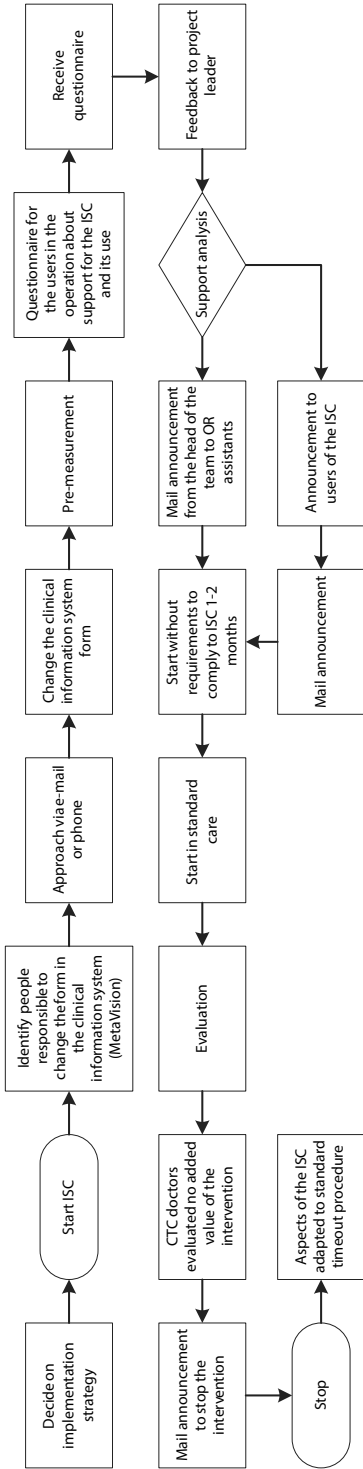 Decide on
implementation
strategy
Start ISC
Identify people
responsible to
change the form in
the clinical
information system
(MetaVision)
Approach via e-mail
or phone
Change the clinical
information system
form
Pre-measurement
Questionnaire for
the users in the
operation about
support for the ISC
and its use
Receive
questionnaire
Feedback to project
leader
Support analysis
Mail announcement
from the head of the
team to OR
assistants
Announcement to
users of the ISC
Mail announcement
Start without
requirements to
comply to ISC 1-2
months
Start in standard
care
Evaluation
CTC doctors
evaluated no added
value of the
intervention
Mail announcement
to stop the
intervention
Stop
Aspects of the ISC
adapted to standard
timeout procedure